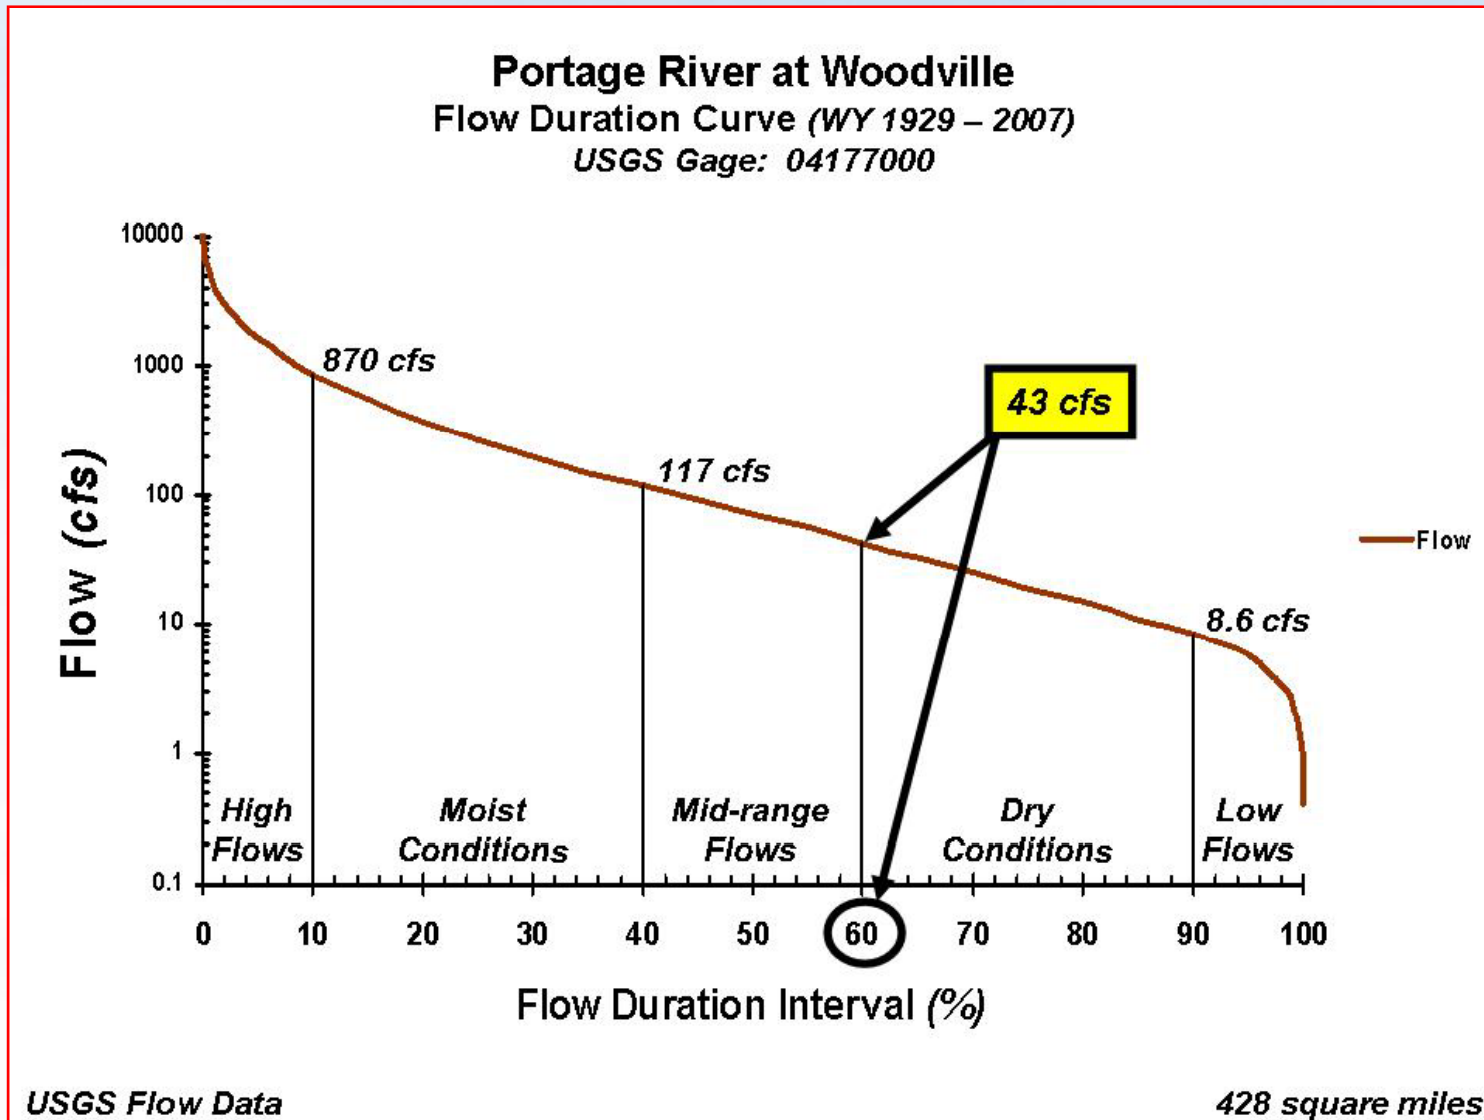 Portage River at Woodville
Flow Duration Curve (WY 1929 – 2007)
USGS Gage: 04177000
10000
1000
100
10
1
0.1
Flow (cfs)
870 cfs
117 cfs
43 cfs
8.6 cfs
Flow
High
Flows
Moist
Conditions
Mid-range
Flows
Dry
Conditions
Low
Flows
0 10 20 30 40 50 60 70 80 90 100
Flow Duration Interval (%)
USGS Flow Data
428 square miles